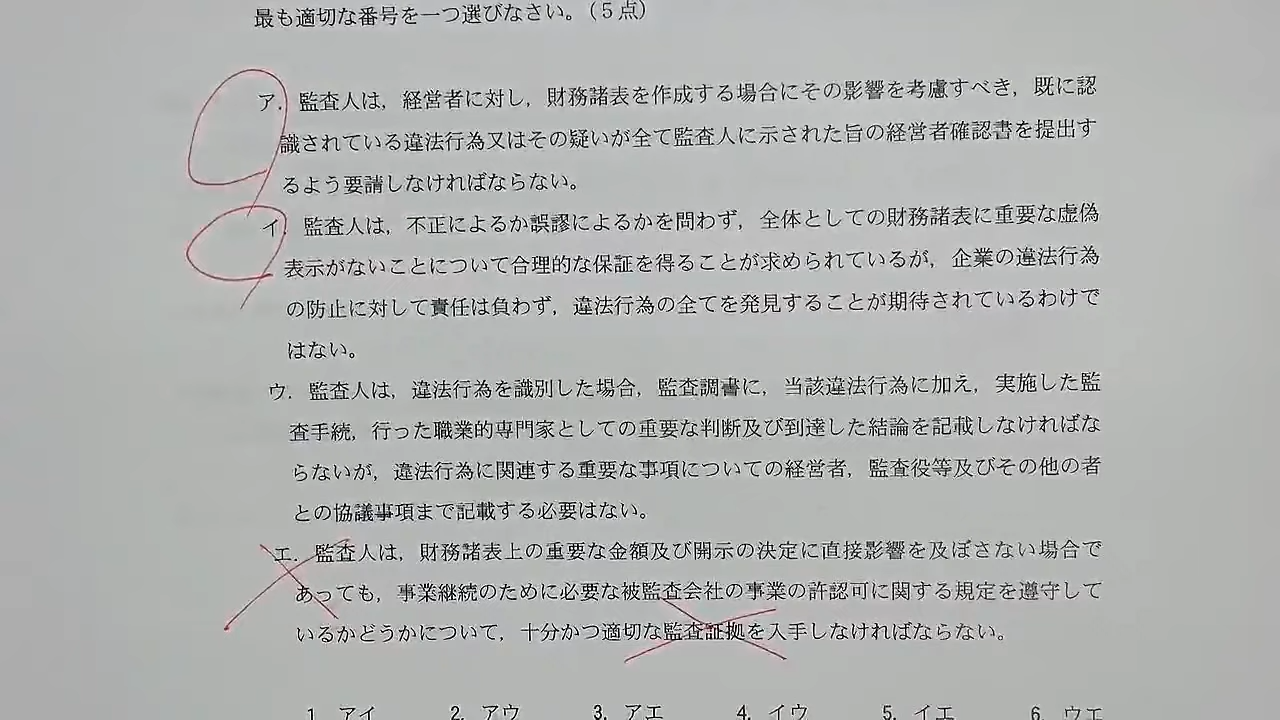 最も適切な番号を一つ選びなさい。(5点)
ア．監査人は，経営者に対し，財務諸表を作成する場合にその影響を考慮すべき，既に認
識されている違法行為又はその疑いが全て監査人に示された旨の経営者確認書を提出す
るよう要請しなければならない。
イ．監査人は，不正によるか誤謬によるかを問わず，全体としての財務諸表に重要な虚偽
表示がないことについて合理的な保証を得ることが求められているが，企業の違法行為
の防止に対して責任は負わず，違法行為の全てを発見することが期待されているわけで
はない。
ウ．監査人は，違法行為を識別した場合，監査調書に，当該違法行為に加え，実施した監
査手続，行った職業的専門家としての重要な判断及び到達した結論を記載しなければな
らないが，違法行為に関連する重要な事項についての経営者，監査役等及びその他の者
との協議事項まで記載する必要はない。
エ．監査人は，財務諸表上の重要な金額及び開示の決定に直接影響を及ぼさない場合で
あっても，事業継続のために必要な被監査会社の事業の許認可に関する規定を遵守して
いるかどうかについて，十分かつ適切な監査証拠を入手しなければならない。
1．アイ 2．アウ 3．アエ 4．イウ 5．イエ 6．ウエ